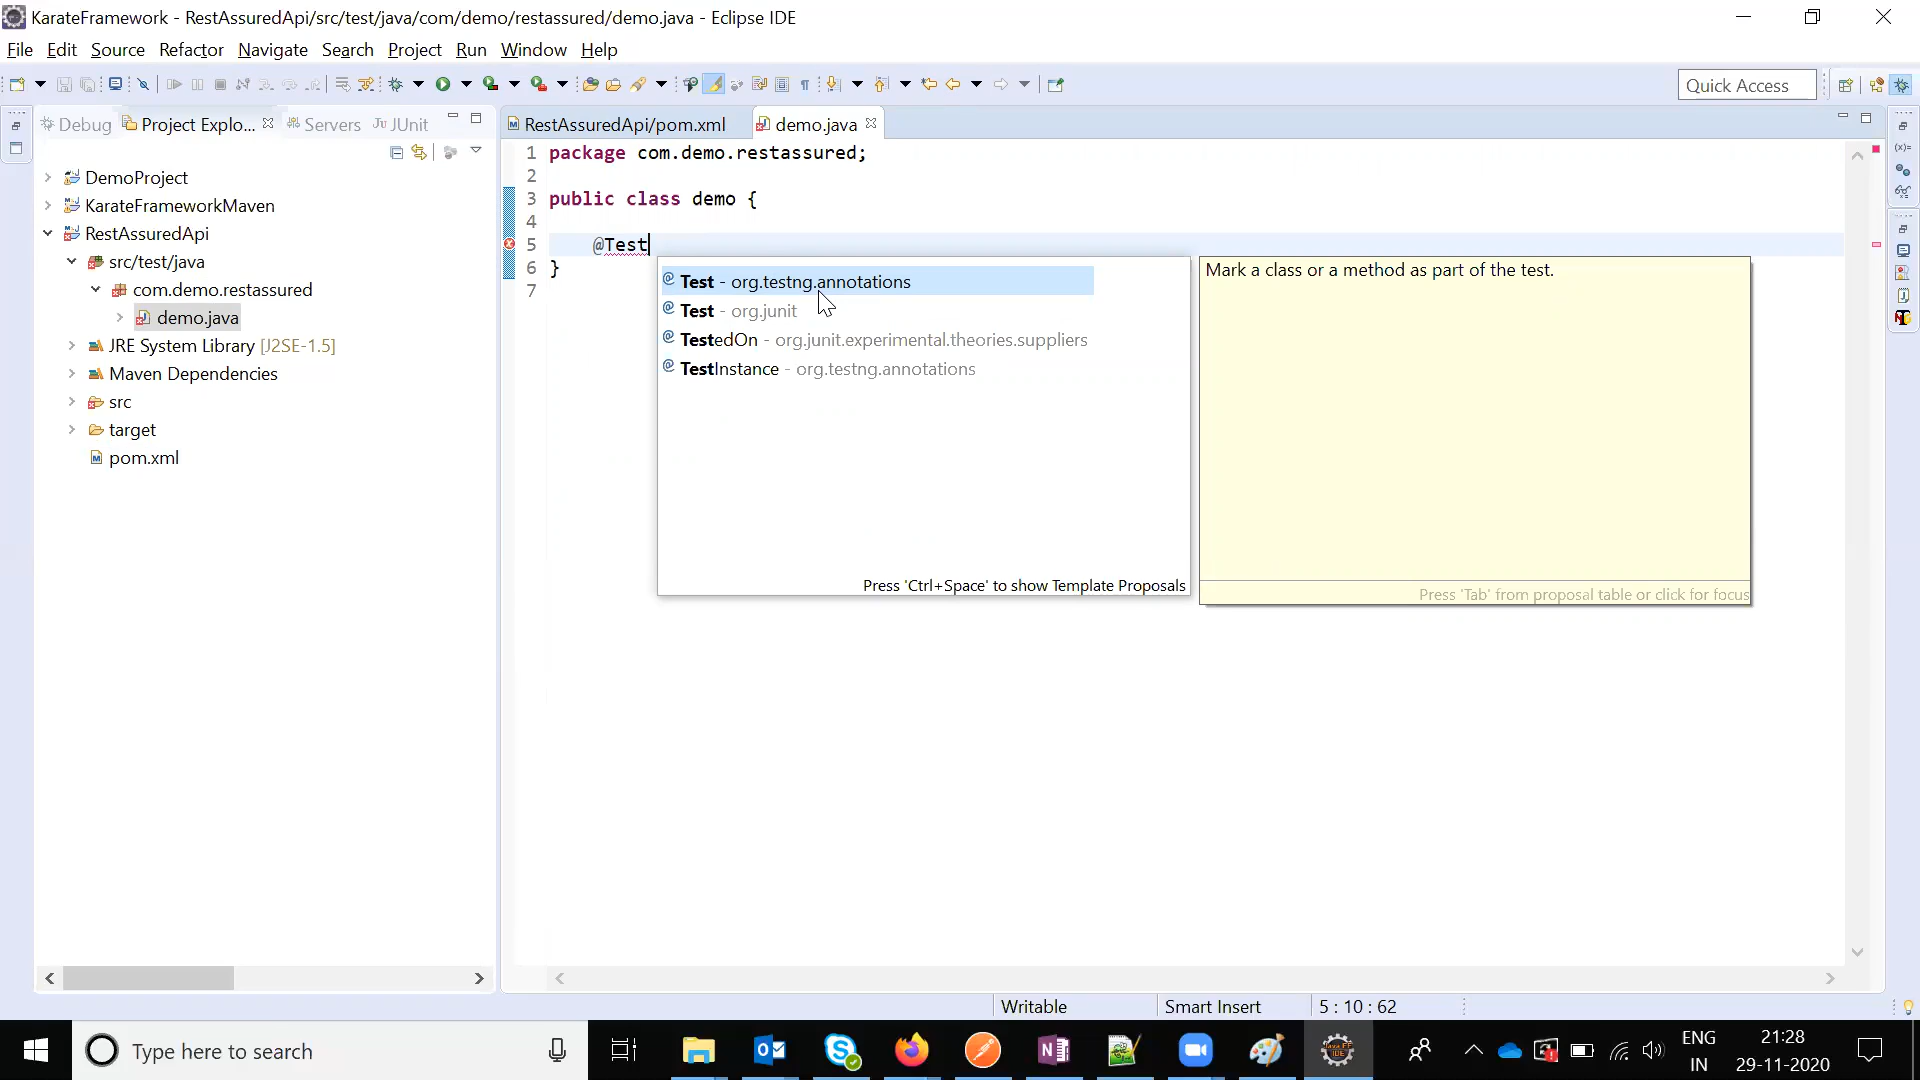 KarateFramework - RestAssuredApi/src/test/java/com/demo/restassured/demo.java - Eclipse IDE
File Edit Source Refactor Navigate Search Project Run Window Help
Quick Access
Debug Project Explo... Servers JUnit
RestAssuredApi/pom.xml demo.java
DemoProject
KarateFrameworkMaven
RestAssuredApi
src/test/java
com.demo.restassured
demo.java
JRE System Library [J2SE-1.5]
Maven Dependencies
src
target
pom.xml
1 package com.demo.restassured;
2
3 public class demo {
4
5 @Test
6 }
7
Test - org.testng.annotations
Test - org.junit
TestedOn - org.junit.experimental.theories.suppliers
TestInstance - org.testng.annotations
Press 'Ctrl+Space' to show Template Proposals
Mark a class or a method as part of the test.
Press 'Tab' from proposal table or click for focus
Writable Smart Insert 5 : 10 : 62
Type here to search
ENG
IN
21:28
29-11-2020